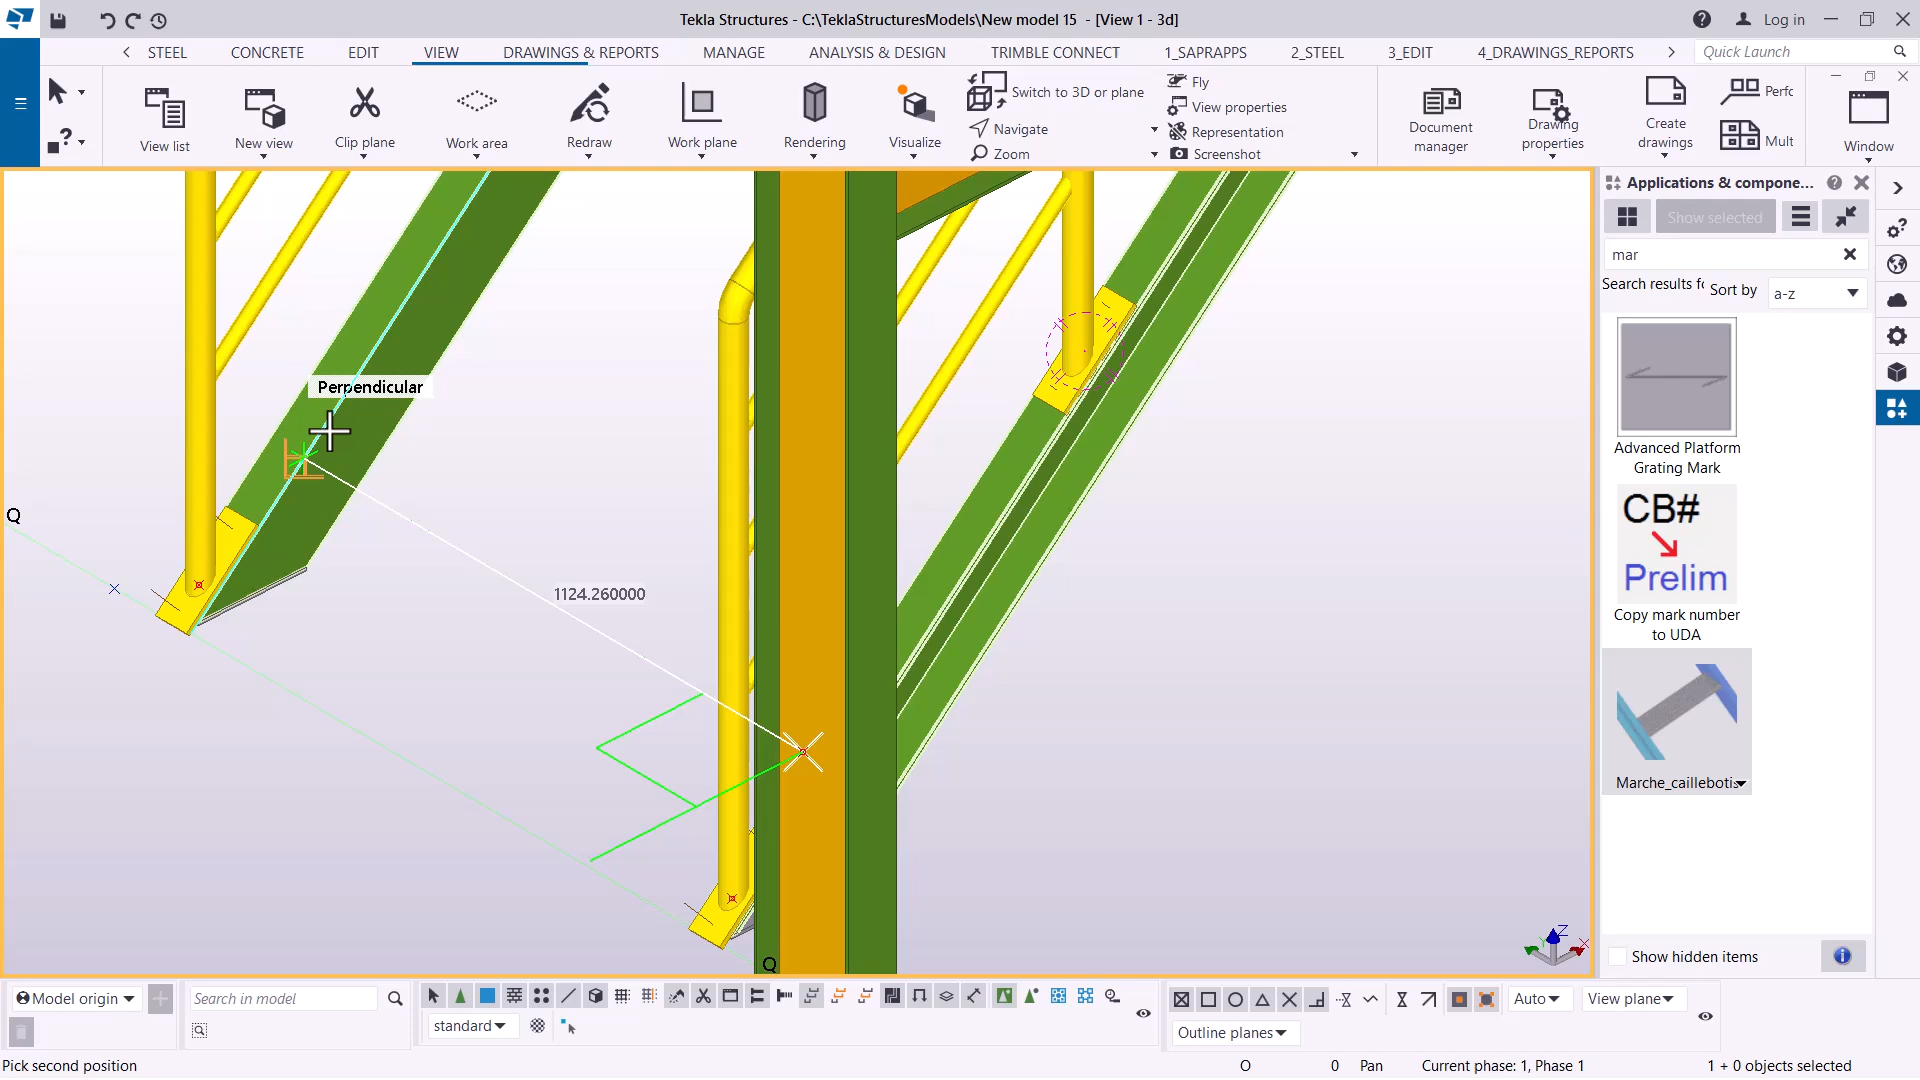 Tekla Structures - C:\TeklaStructuresModels\New model 15 - [View 1 - 3d]
Log in
STEEL CONCRETE EDIT VIEW DRAWINGS & REPORTS MANAGE ANALYSIS & DESIGN TRIMBLE CONNECT 1_SAPRAPPS 2_STEEL 3_EDIT 4_DRAWINGS_REPORTS Quick Launch
View list
New view
Clip plane
Work area
Redraw
Work plane
Rendering
Visualize
Switch to 3D or plane
Navigate
Zoom
Fly
View properties
Representation
Screenshot
Document
manager
Drawing
properties
Create
drawings
Perfc
Mult
Window
Applications & compone...
Show selected
mar
Search results fo
Sort by
a-z
Advanced Platform
Grating Mark
CB#
Prelim
Copy mark number
to UDA
Marche_caillebotis
Show hidden items
Perpendicular
Q
1124.260000
Q
Z
Y
X
Model origin
Search in model
standard
Auto
View plane
Outline planes
Pick second position
O 0 Pan Current phase: 1, Phase 1 1 + 0 objects selected